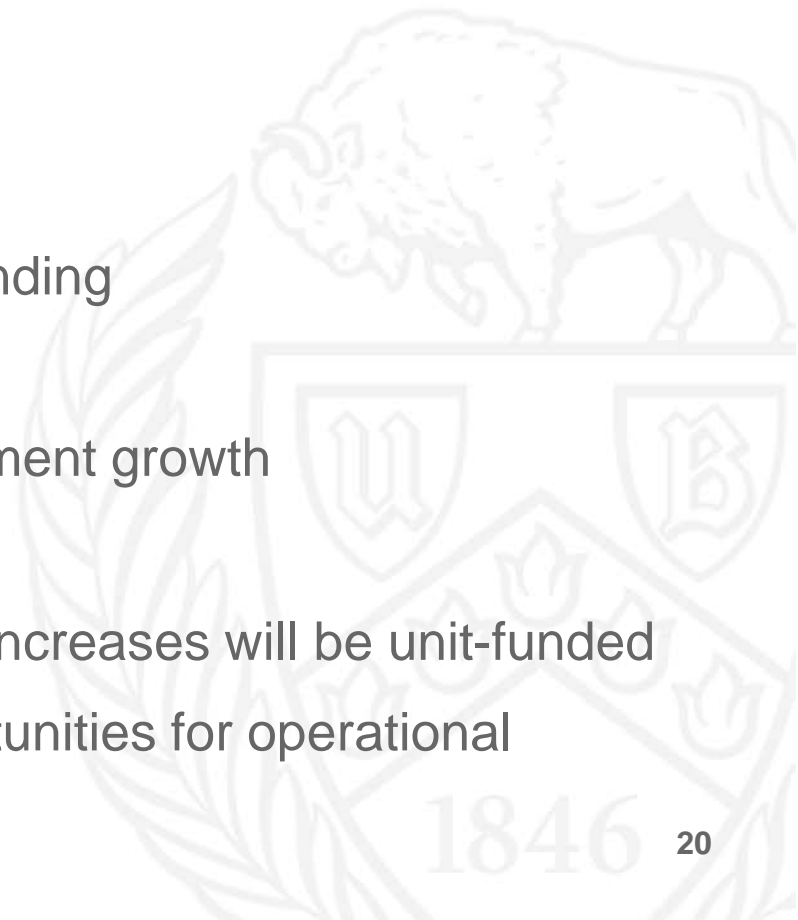 nding
ment growth
ncreases will be unit-funded
tunities for operational
U B
1846
20